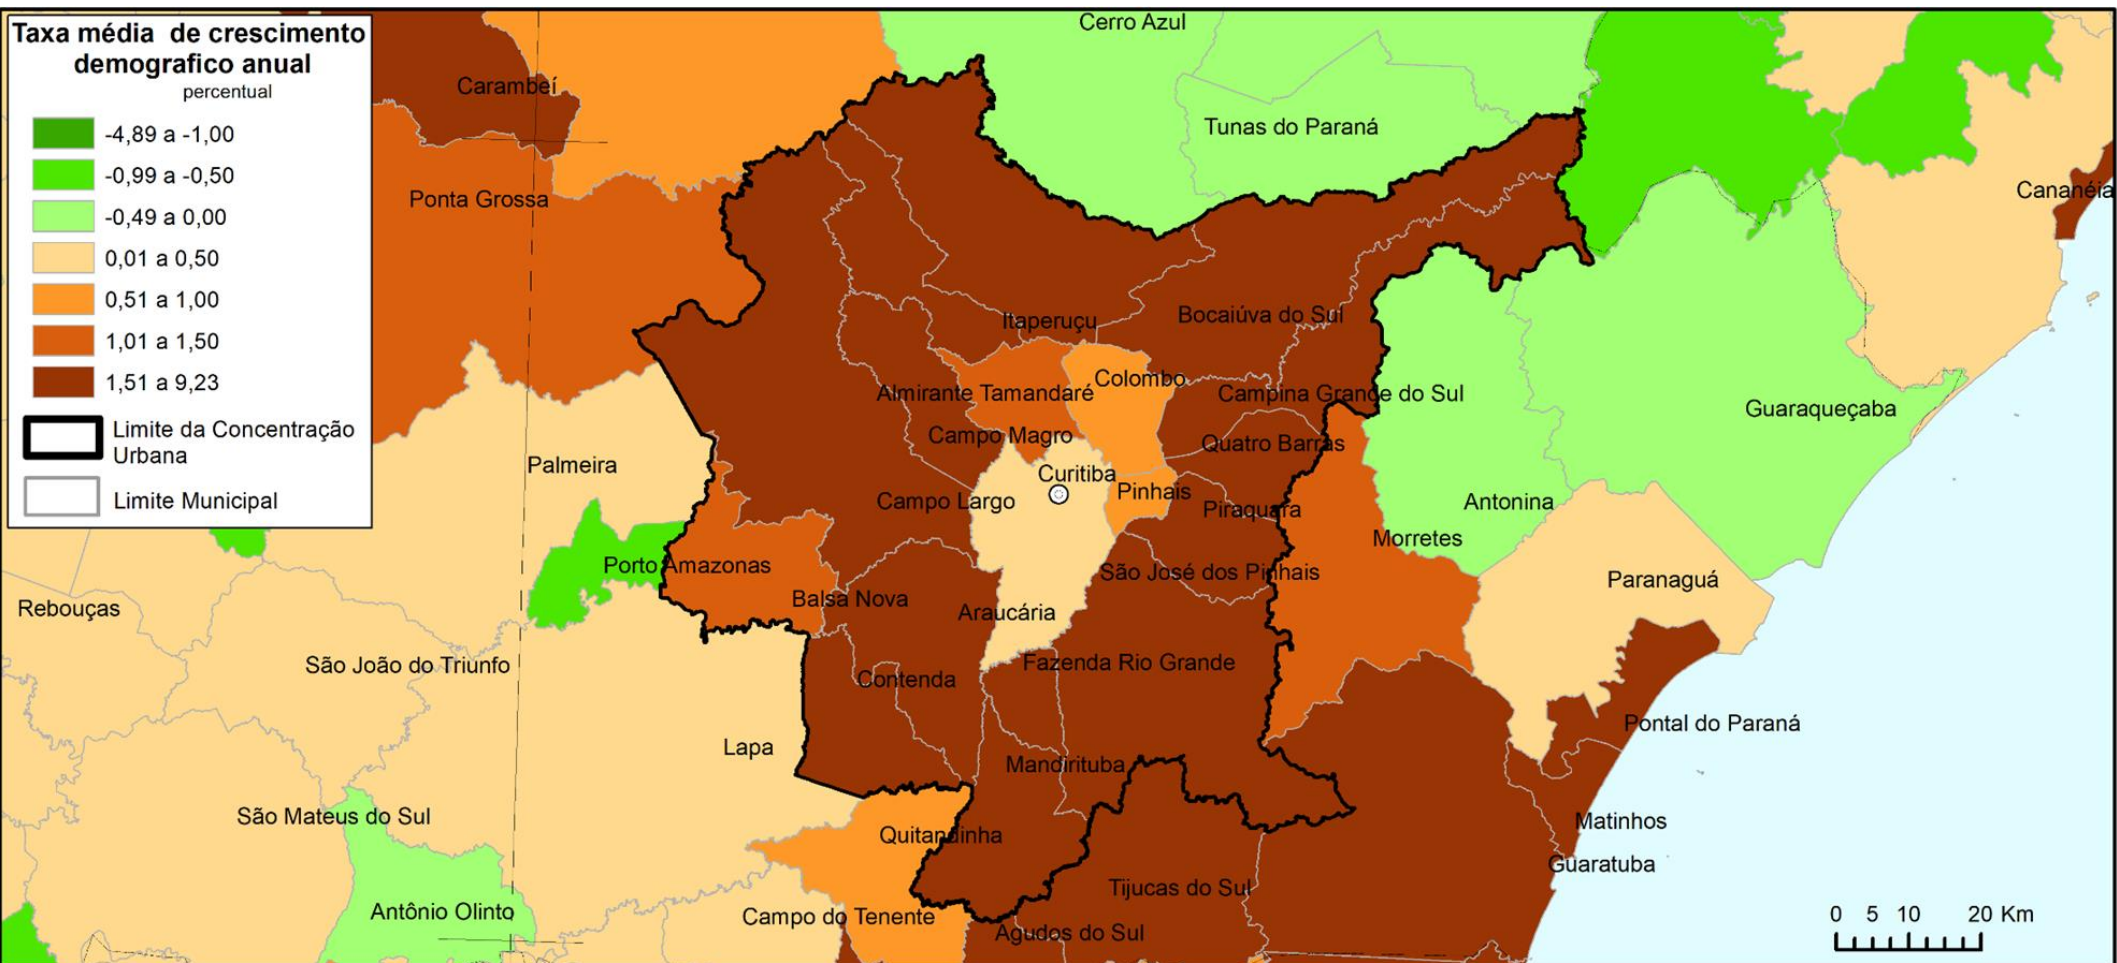 Taxa média  de crescimento
demografico anual
percentual
-4,89 a -1,00
-0,99 a -0,50
-0,49 a 0,00
0,01 a 0,50
0,51 a 1,00
1,01 a 1,50
1,51 a 9,23
Limite da Concentração
Urbana
Limite Municipal
Cerro Azul
Carambeí
Tunas do Paraná
Ponta Grossa
Cananéia
Itaperuçu
Bocaiúva do Sul
Colombo
Almirante Tamandaré
Campina Grande do Sul
Guaraqueçaba
Campo Magro
Quatro Barras
Palmeira
Curitiba
Pinhais
Campo Largo
Piraquara
Antonina
Morretes
Porto Amazonas
São José dos Pinhais
Paranaguá
Balsa Nova
Araucária
Rebouças
São João do Triunfo
Fazenda Rio Grande
Contenda
Pontal do Paraná
Lapa
Mandirituba
São Mateus do Sul
Matinhos
Quitandinha
Guaratuba
Tijucas do Sul
Antônio Olinto
Campo do Tenente
Agudos do Sul
0 5 10 20 Km